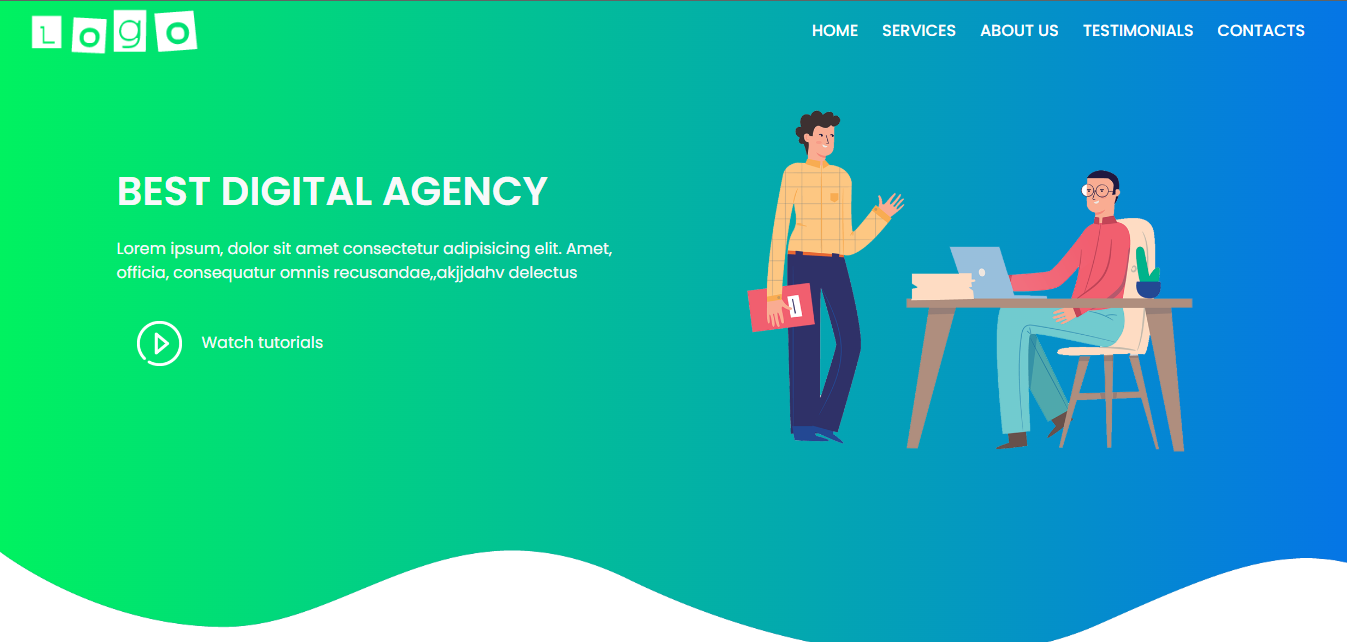 Logo
HOME SERVICES ABOUT US TESTIMONIALS CONTACTS
BEST DIGITAL AGENCY
Lorem ipsum, dolor sit amet consectetur adipisicing elit. Amet,
officia, consequatur omnis recusandae,,akjjdahv delectus
Watch tutorials